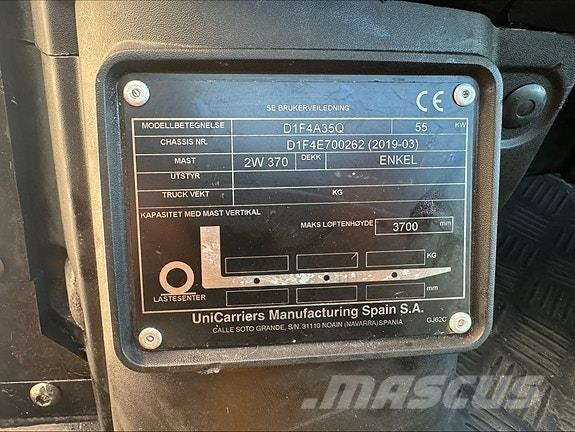 SE BRUKERVEILEDNING
CE
MODELLBETEGNELSE D1F4A35Q 55 KW
CHASSIS NR. D1F4E700262 (2019-03)
MAST 2W 370 DEKK ENKEL
UTSTYR
TRUCK VEKT KG
KAPASITET MED MAST VERTIKAL
MAKS LØFTENHØYDE 3700 mm
KG
LASTESENTER mm
UniCarriers Manufacturing Spain S.A.
CALLE SOTO GRANDE, S/N. 31110 NOAIN (NAVARRA) SPANIA GJ62C
MASCUS